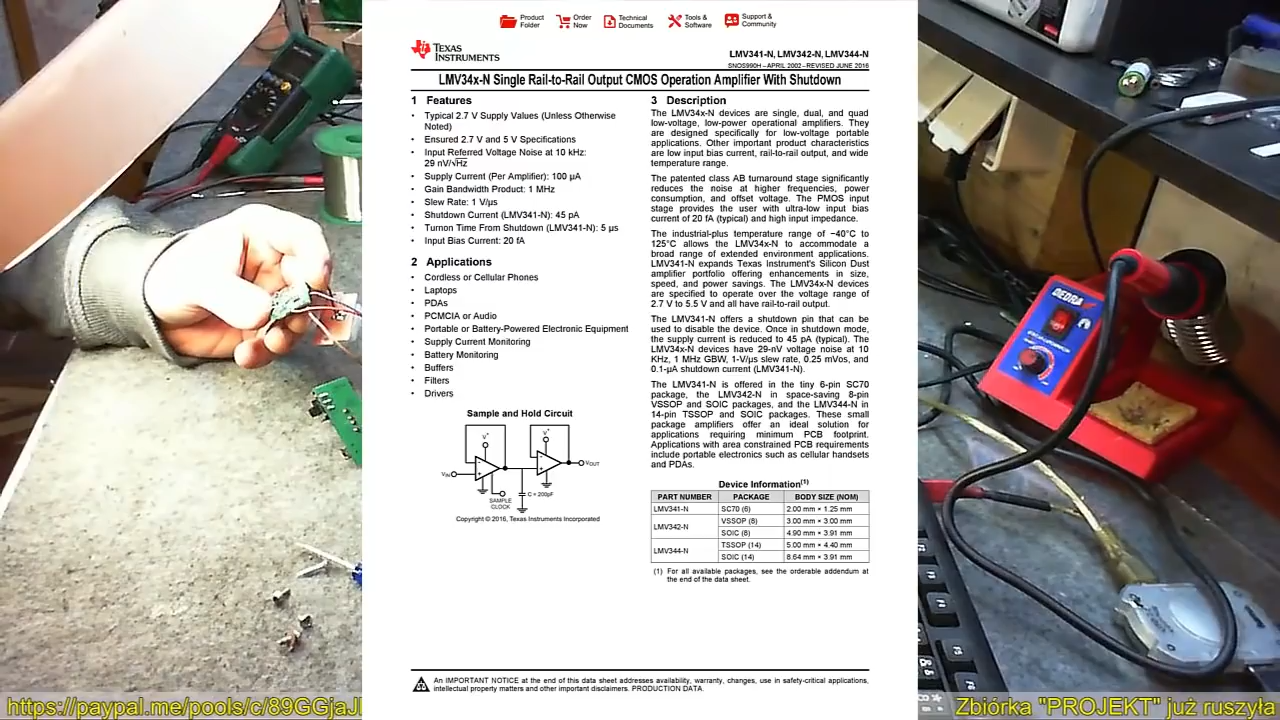 Product
Folder
Order
Now
Technical
Documents
Tools &
Software
Support &
Community
TEXAS
INSTRUMENTS
LMV341-N, LMV342-N, LMV344-N
SNOS990H – APRIL 2002 – REVISED JUNE 2016
LMV34x-N Single Rail-to-Rail Output CMOS Operation Amplifier With Shutdown
1 Features
• Typical 2.7 V Supply Values (Unless Otherwise
Noted)
• Ensured 2.7 V and 5 V Specifications
• Input Referred Voltage Noise at 10 kHz:
29 nV/√Hz
• Supply Current (Per Amplifier): 100 μA
• Gain Bandwidth Product: 1 MHz
• Slew Rate: 1 V/μs
• Shutdown Current (LMV341-N): 45 pA
• Turnon Time From Shutdown (LMV341-N): 5 μs
• Input Bias Current: 20 fA
2 Applications
• Cordless or Cellular Phones
• Laptops
• PDAs
• PCMCIA or Audio
• Portable or Battery-Powered Electronic Equipment
• Supply Current Monitoring
• Battery Monitoring
• Buffers
• Filters
• Drivers
Sample and Hold Circuit
V+
V+
VIN
VOUT
SAMPLE
CLOCK
C = 200pF
Copyright © 2016, Texas Instruments Incorporated
3 Description
The LMV34x-N devices are single, dual, and quad
low-voltage, low-power operational amplifiers. They
are designed specifically for low-voltage portable
applications. Other important product characteristics
are low input bias current, rail-to-rail output, and wide
temperature range.
The patented class AB turnaround stage significantly
reduces the noise at higher frequencies, power
consumption, and offset voltage. The PMOS input
stage provides the user with ultra-low input bias
current of 20 fA (typical) and high input impedance.
The industrial-plus temperature range of −40°C to
125°C allows the LMV34x-N to accommodate a
broad range of extended environment applications.
LMV341-N expands Texas Instrument's Silicon Dust
amplifier portfolio offering enhancements in size,
speed, and power savings. The LMV34x-N devices
are specified to operate over the voltage range of
2.7 V to 5.5 V and all have rail-to-rail output.
The LMV341-N offers a shutdown pin that can be
used to disable the device. Once in shutdown mode,
the supply current is reduced to 45 pA (typical). The
LMV34x-N devices have 29-nV voltage noise at 10
KHz, 1 MHz GBW, 1-V/μs slew rate, 0.25 mVos, and
0.1-μA shutdown current (LMV341-N).
The LMV341-N is offered in the tiny 6-pin SC70
package, the LMV342-N in space-saving 8-pin
VSSOP and SOIC packages, and the LMV344-N in
14-pin TSSOP and SOIC packages. These small
package amplifiers offer an ideal solution for
applications requiring minimum PCB footprint.
Applications with area constrained PCB requirements
include portable electronics such as cellular handsets
and PDAs.
Device Information(1)
PART NUMBER PACKAGE BODY SIZE (NOM)
LMV341-N SC70 (6) 2.00 mm × 1.25 mm
LMV342-N VSSOP (8) 3.00 mm × 3.00 mm
SOIC (8) 4.90 mm × 3.91 mm
LMV344-N TSSOP (14) 5.00 mm × 4.40 mm
SOIC (14) 8.64 mm × 3.91 mm
(1) For all available packages, see the orderable addendum at
the end of the data sheet.
An IMPORTANT NOTICE at the end of this data sheet addresses availability, warranty, changes, use in safety-critical applications,
intellectual property matters and other important disclaimers. PRODUCTION DATA.
DEDRA
https://paypal.me/pools/c/89GGjaJ
Zbiórka "PROJEKT" już ruszyła